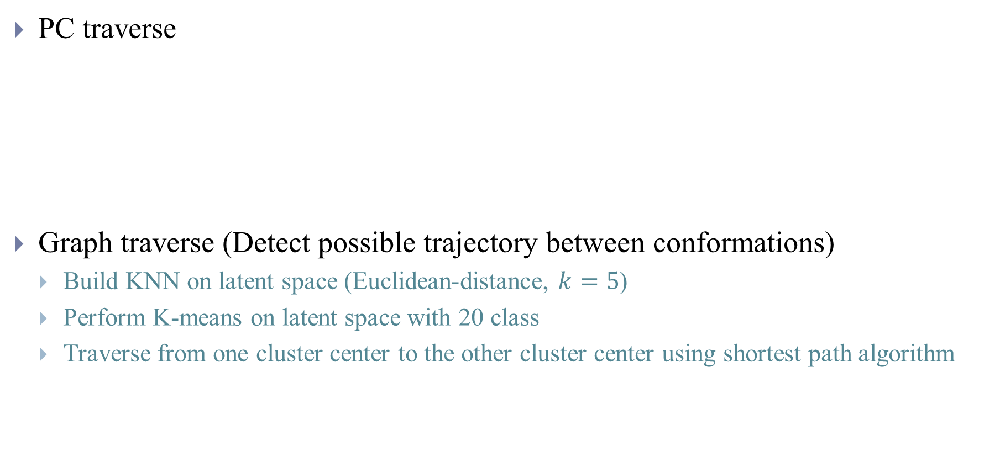 PC traverse
Graph traverse (Detect possible trajectory between conformations)
Build KNN on latent space (Euclidean-distance, k = 5)
Perform K-means on latent space with 20 class
Traverse from one cluster center to the other cluster center using shortest path algorithm